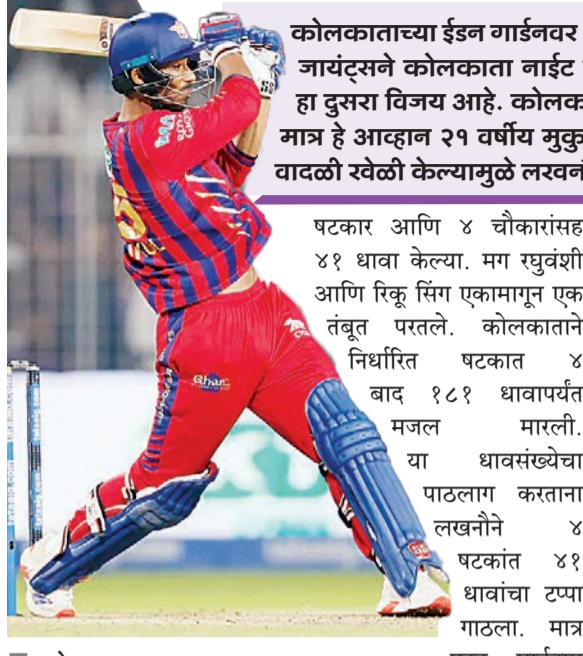 कोलकाताच्या ईडन गार्डनवर
जायंट्सने कोलकाता नाईट
हा दुसरा विजय आहे. कोलक
मात्र हे आव्हान २१ वर्षीय मुकु
वादळी खेळी केल्यामुळे लखन
षटकार आणि ४ चौकारांसह
४१ धावा केल्या. मग रघुवंशी
आणि रिंकू सिंग एकामागून एक
तंबूत परतले. कोलकाताने
निर्धारित षटकात ४
बाद १८१ धावापर्यंत
मजल मारली.
या धावसंख्येचा
पाठलाग करताना
लखनौने ४
षटकांत ४१
धावांचा टप्पा
गाठला. मात्र